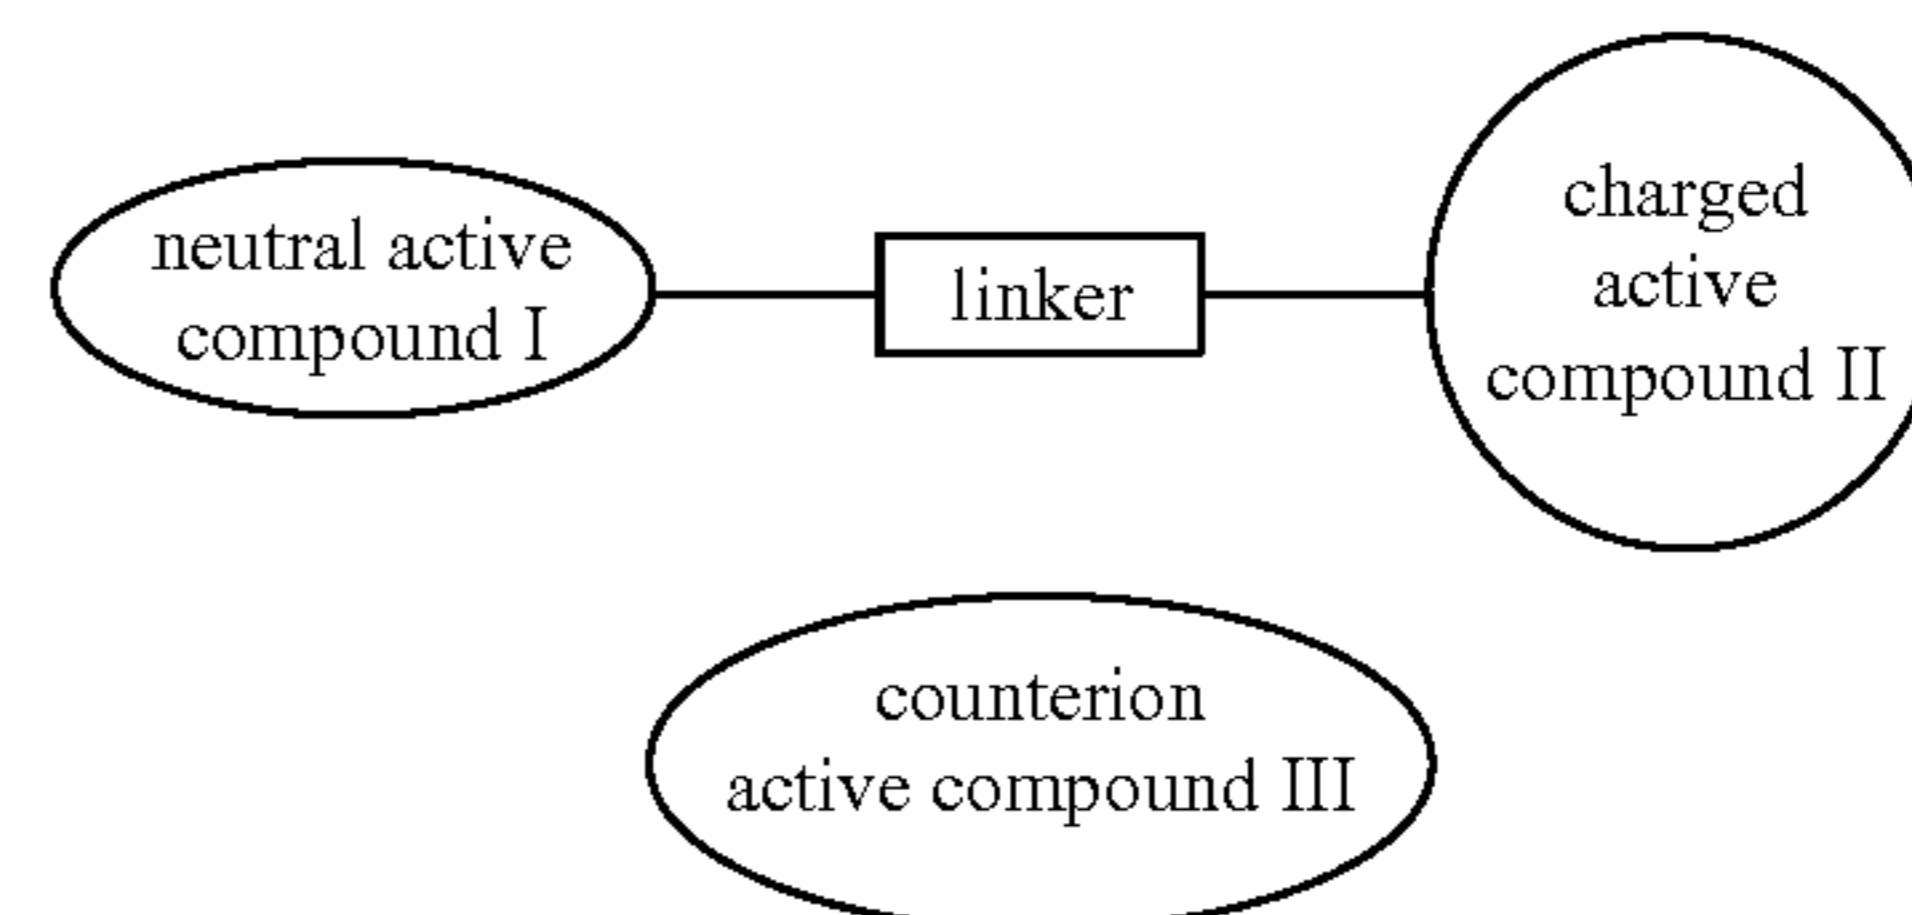 neutral active
compound I
linker
charged
active
compound II
counterion
active compound III